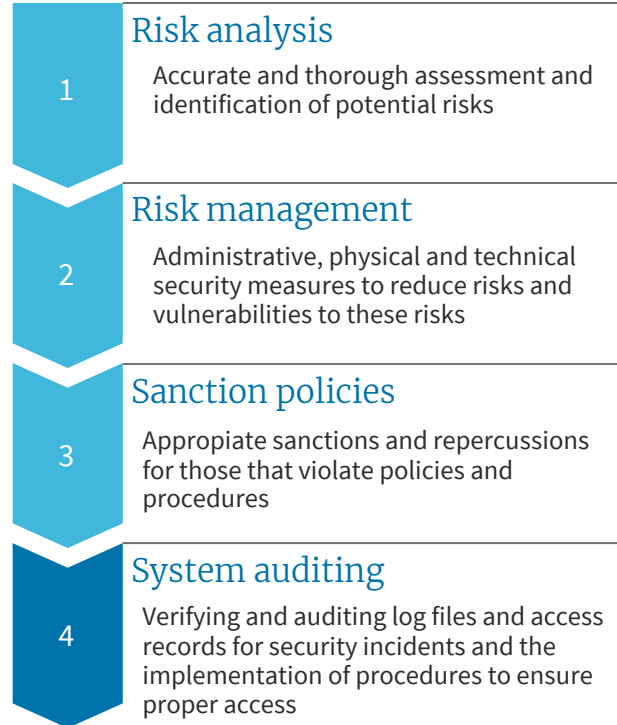 Risk analysis
1
Accurate and thorough assessment and
identification of potential risks
Risk management
2
Administrative, physical and technical
security measures to reduce risks and
vulnerabilities to these risks
Sanction policies
3
Appropiate sanctions and repercussions
for those that violate policies and
procedures
System auditing
4
Verifying and auditing log files and access
records for security incidents and the
implementation of procedures to ensure
proper access